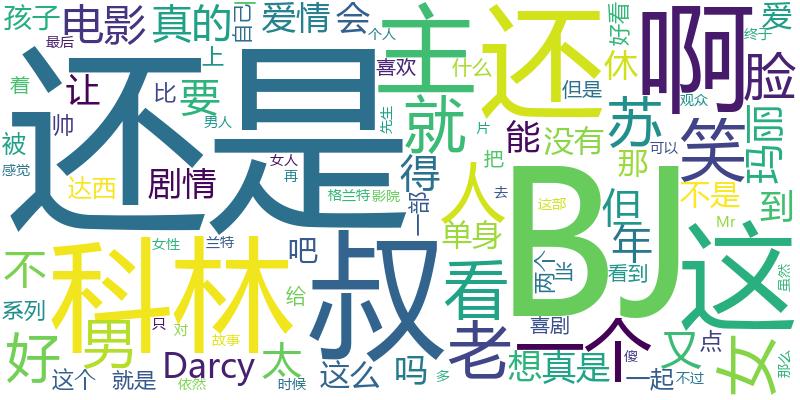 孩子
电影
真的
自己
爱情
会
主
还
好看
啊
终于
爱
最后
上
个人
着
让
比
要
喜欢
什么
但是
休
脸
还是
就
苏
观众
笑
玛丽
被
帅
男人
先生
片
能
没有
那
感觉
达西
剧情
女人
再
得
把
可以
格兰特
影院
一部
人
去
这部
但
不是
到
BJ
Mr
这
女性
兰特
吧
单身
年
不
科林
叔
看
两个
当
看到
虽然
系列
给
好
男
只
对
故事
Darcy
太
老
喜剧
一个
又
点
女
那么
这个
就是
依然
时候
这么
吗
多
想
真是
傻
一起
不过